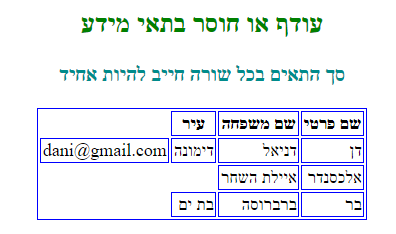 עודף או חוסר בתאי מידע
סך התאים בכל שורה חייב להיות אחיד
שם פרטי שם משפחה עיר
דן דניאל דימונה dani@gmail.com
אלכסנדר איילת השחר
בר ברברוסה בת ים